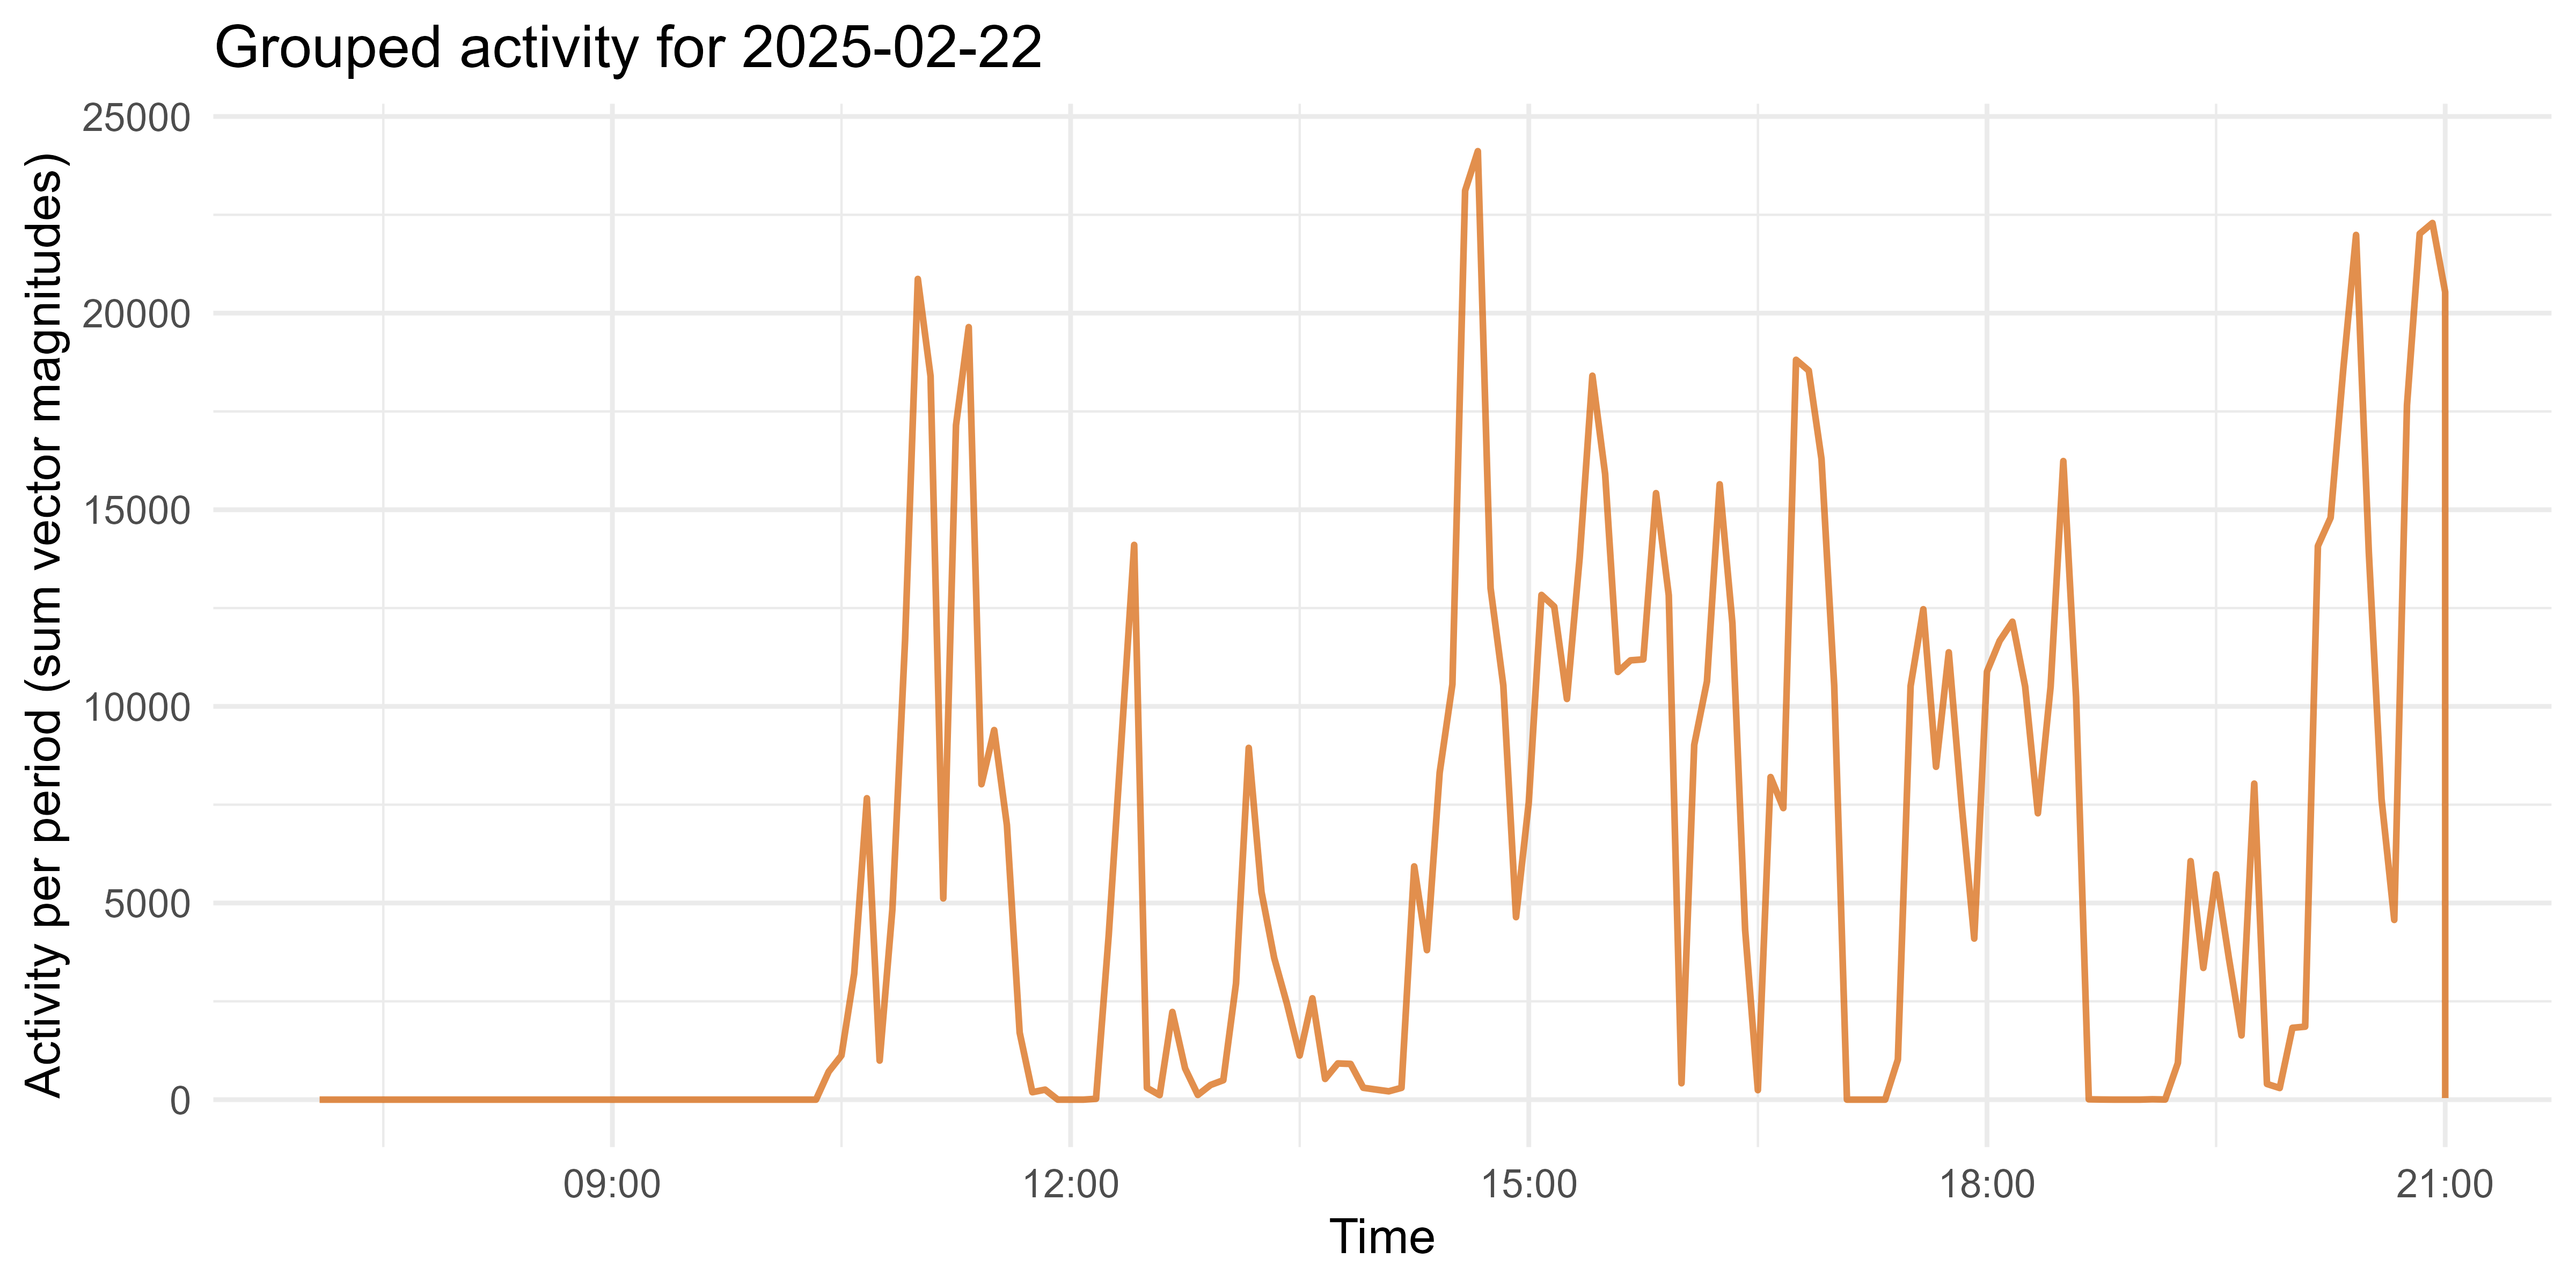 Grouped activity for 2025-02-22
Activity per period (sum vector magnitudes)
25000
20000
15000
10000
5000
0
09:00 12:00 15:00 18:00 21:00
Time